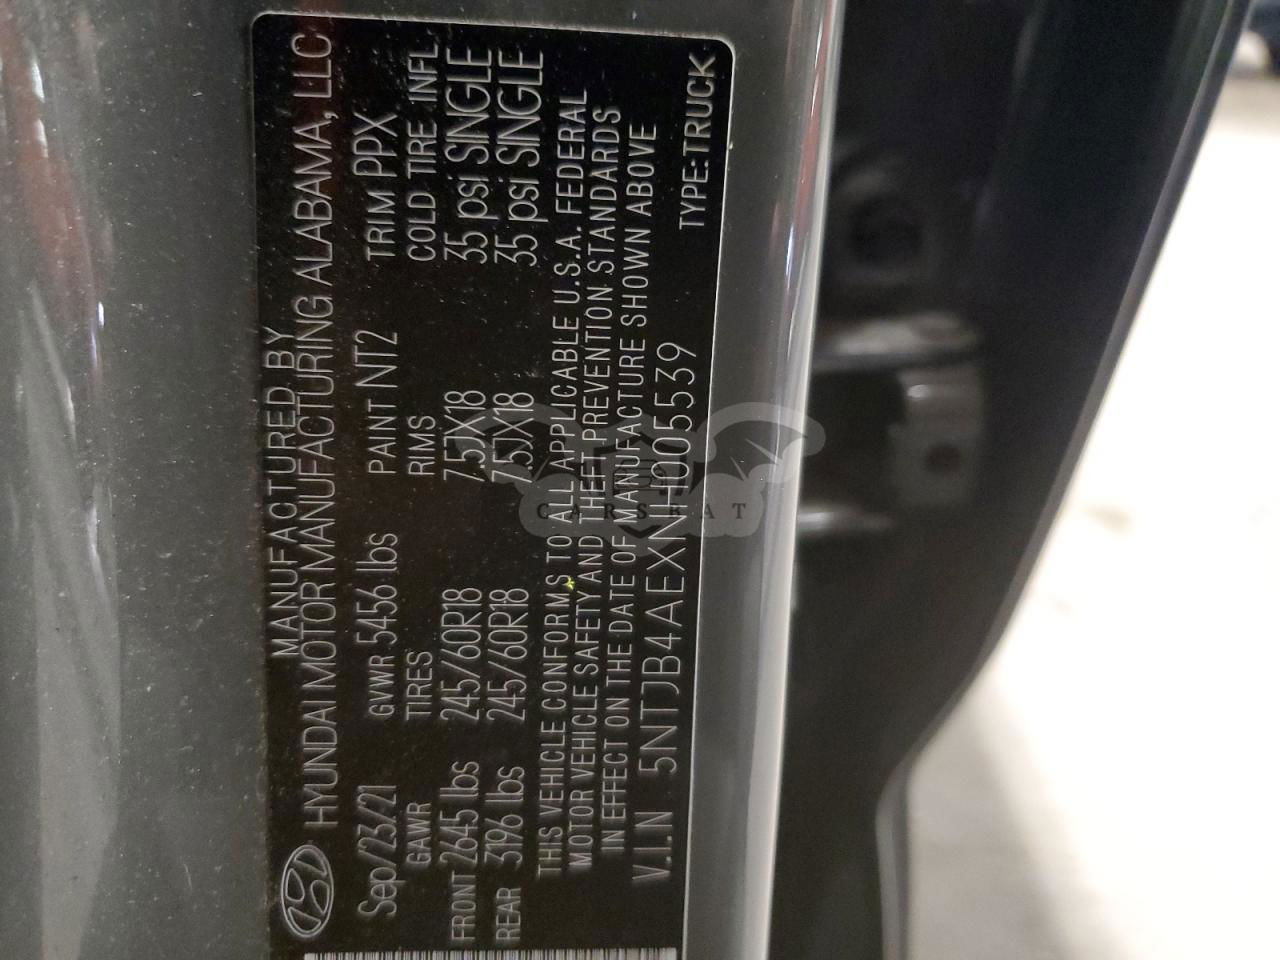 MANUFACTURED BY
HYUNDAI MOTOR MANUFACTURING ALABAMA, LLC
Sep/23/21 GVWR 5456 lbs PAINT NT2 TRIM PPX
GAWR TIRES RIMS COLD TIRE INFL
FRONT 2645 lbs 245/60R18 7.5JX18 35 psi SINGLE
REAR 3196 lbs 245/60R18 7.5JX18 35 psi SINGLE
THIS VEHICLE CONFORMS TO ALL APPLICABLE U.S.A. FEDERAL
MOTOR VEHICLE SAFETY AND THEFT PREVENTION STANDARDS
IN EFFECT ON THE DATE OF MANUFACTURE SHOWN ABOVE
V.I.N 5NTJB4AEXNH005539 TYPE:TRUCK
CARSBAT